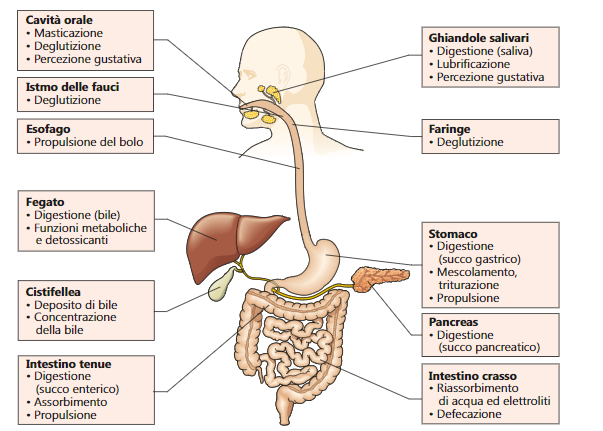 Cavità orale
• Masticazione
• Deglutizione
• Percezione gustativa
Istmo delle fauci
• Deglutizione
Esofago
• Propulsione del bolo
Fegato
• Digestione (bile)
• Funzioni metaboliche
e detossicanti
Cistifellea
• Deposito di bile
• Concentrazione
della bile
Intestino tenue
• Digestione
(succo enterico)
• Assorbimento
• Propulsione
Ghiandole salivari
• Digestione (saliva)
• Lubrificazione
• Percezione gustativa
Faringe
• Deglutizione
Stomaco
• Digestione
(succo gastrico)
• Mescolamento,
triturazione
• Propulsione
Pancreas
• Digestione
(succo pancreatico)
Intestino crasso
• Riassorbimento
di acqua ed elettroliti
• Defecazione